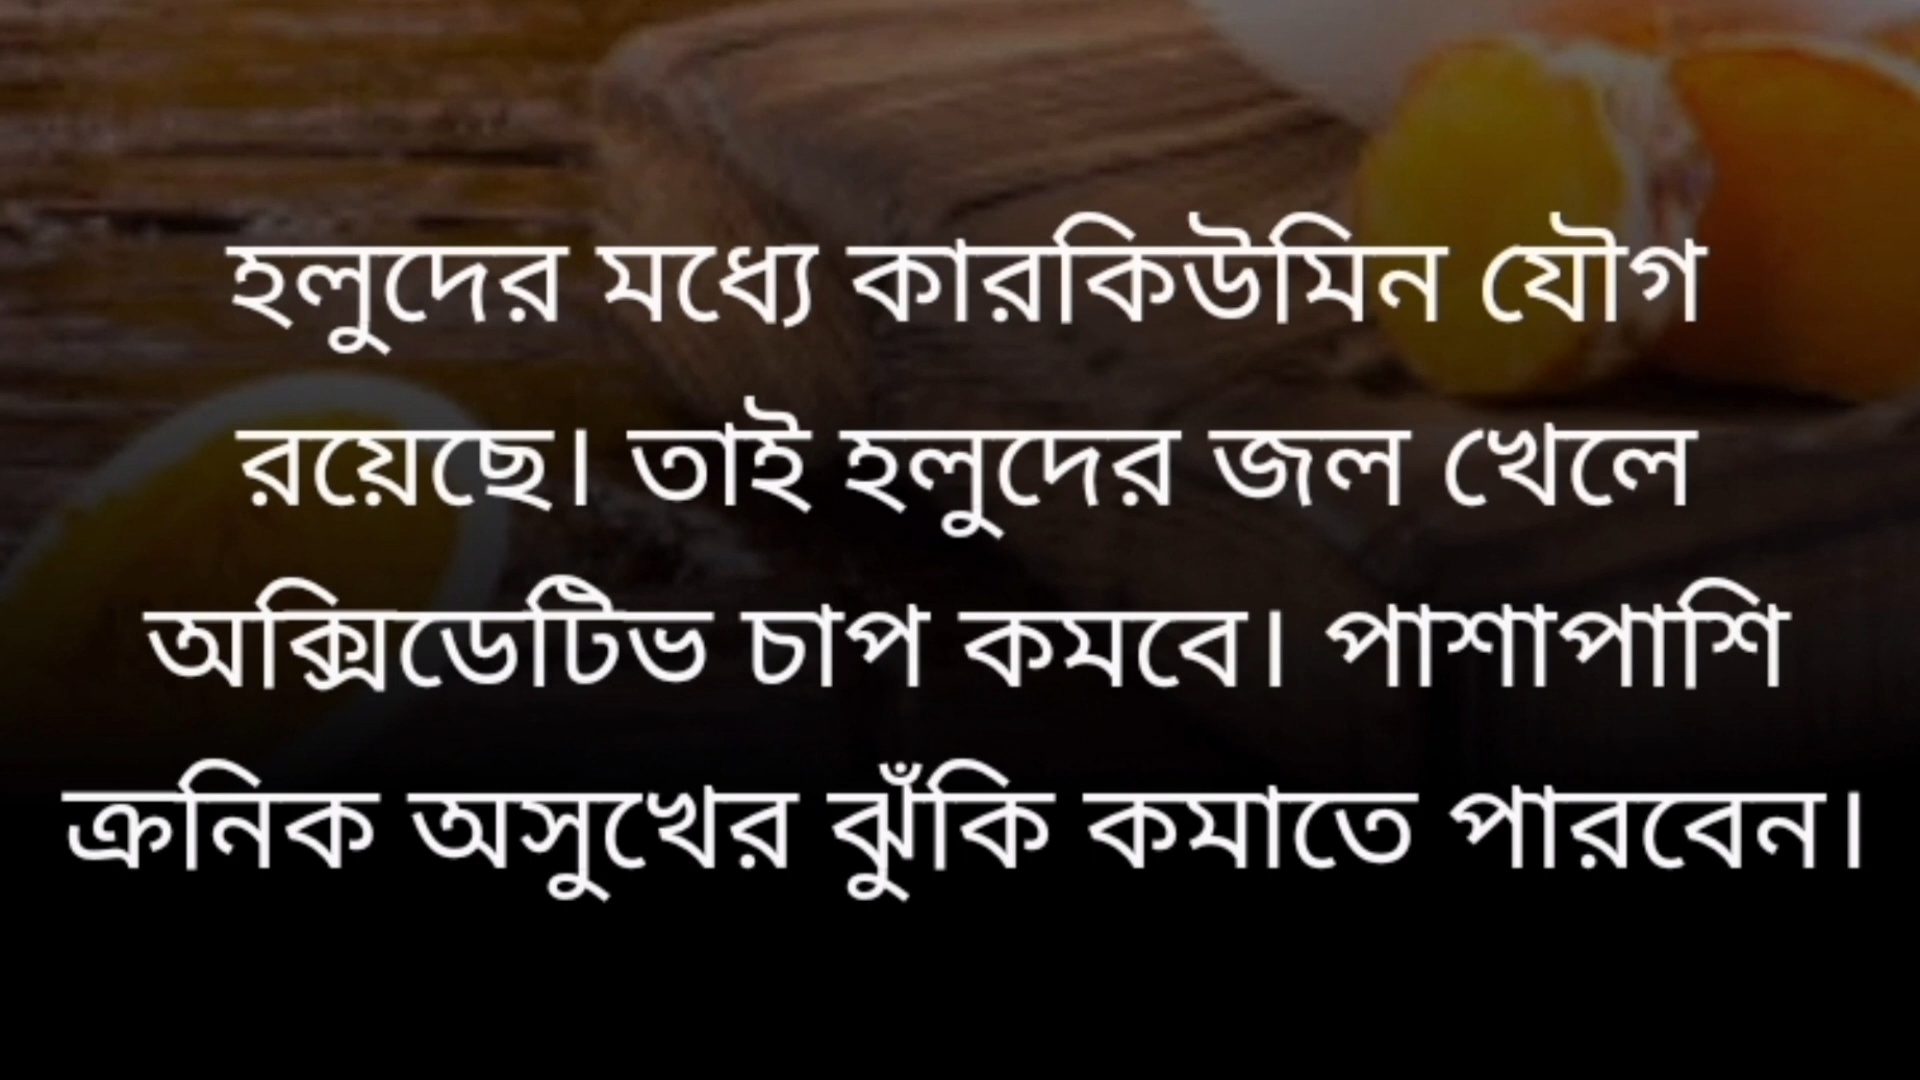 হলুদের মধ্যে কারকিউমিন যৌগ
রয়েছে। তাই হলুদের জল খেলে
অক্সিডেটিভ চাপ কমবে। পাশাপাশি
ক্রনিক অসুখের ঝুঁকি কমাতে পারবেন।